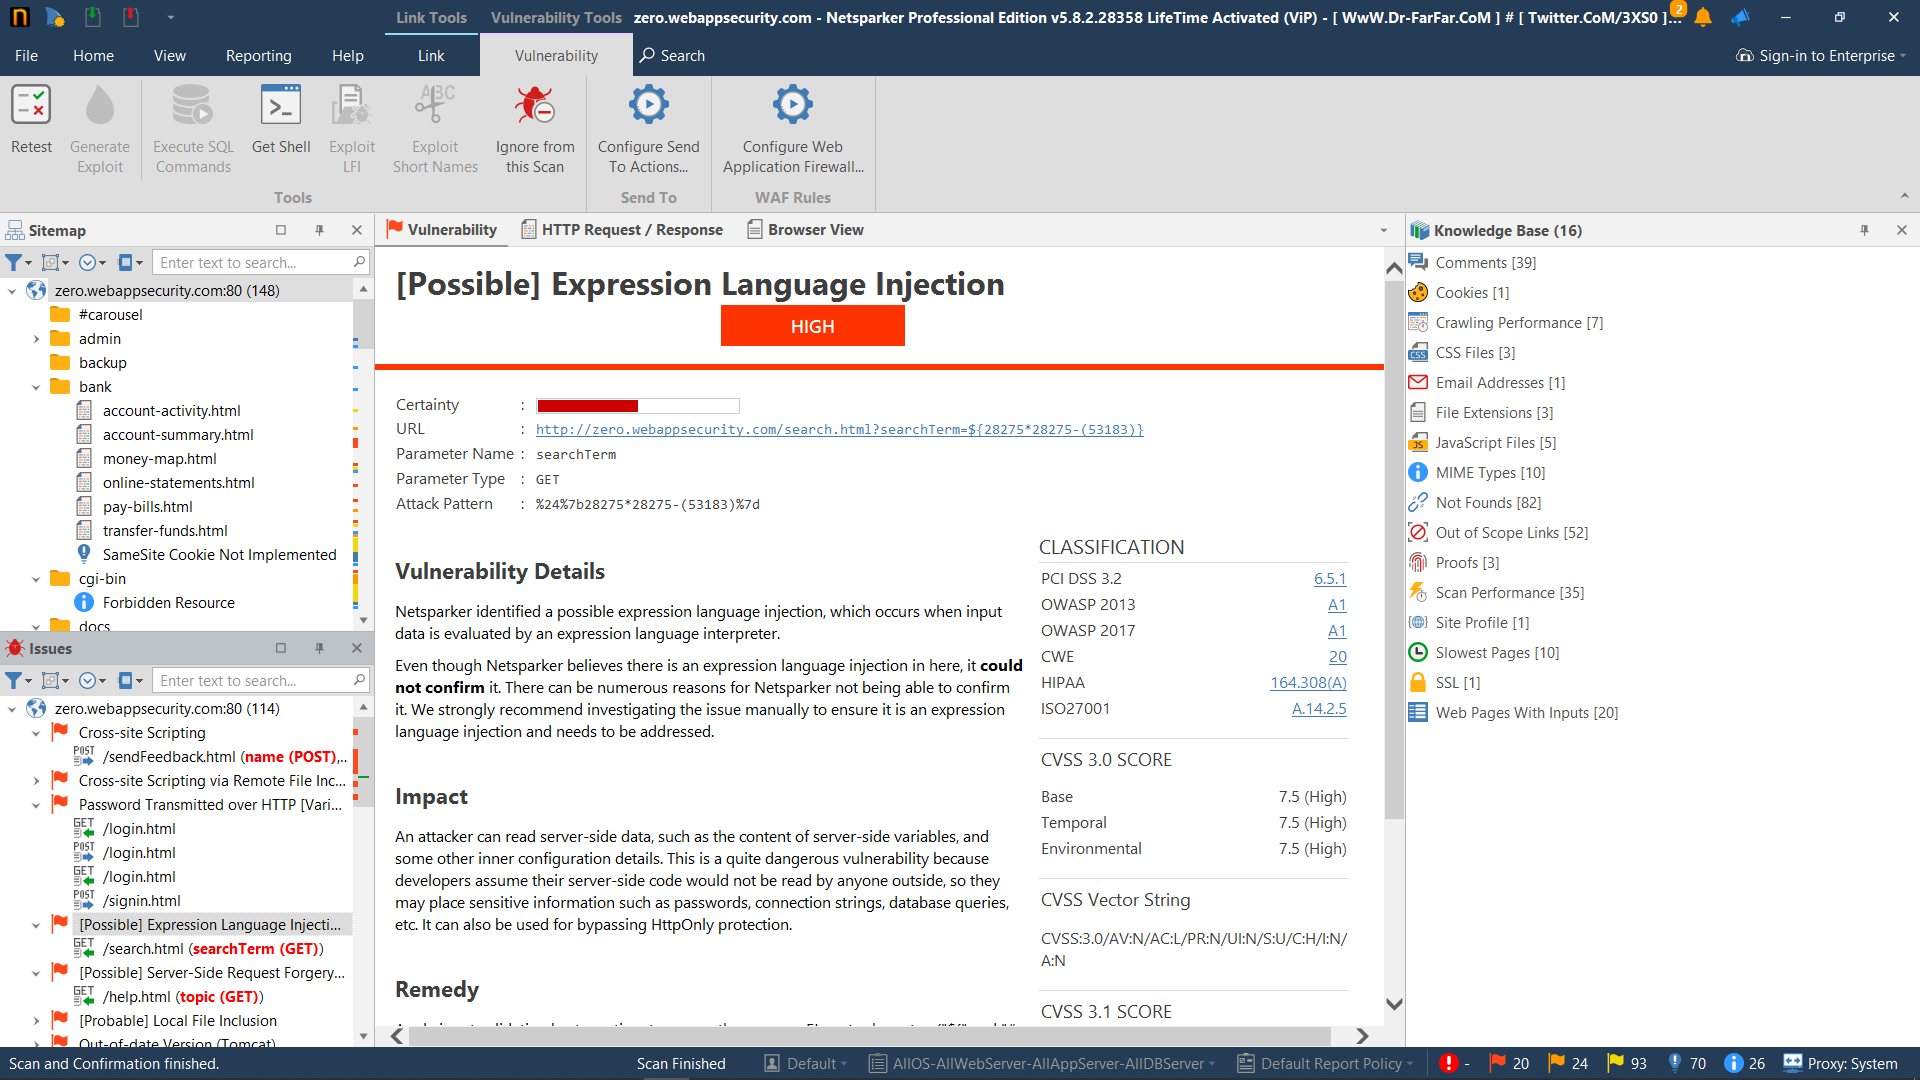 Link Tools
Vulnerability Tools
zero.webappsecurity.com - Netsparker Professional Edition v5.8.2.28358 LifeTime Activated (ViP) - [ WwW.Dr-FarFar.CoM ] # [ Twitter.CoM/3XS0 ]...
2
File
Home
View
Reporting
Help
Link
Vulnerability
Search
Sign-in to Enterprise
Retest
Generate Exploit
Execute SQL Commands
Get Shell
Exploit LFI
ABC
Exploit Short Names
Ignore from this Scan
Configure Send To Actions...
Configure Web Application Firewall...
Tools
Send To
WAF Rules
Sitemap
Enter text to search...
zero.webappsecurity.com:80 (148)
#carousel
admin
backup
bank
account-activity.html
account-summary.html
money-map.html
online-statements.html
pay-bills.html
transfer-funds.html
SameSite Cookie Not Implemented
cgi-bin
Forbidden Resource
docs
Issues
Enter text to search...
zero.webappsecurity.com:80 (114)
Cross-site Scripting
POST /sendFeedback.html (name (POST),..
Cross-site Scripting via Remote File Inc...
Password Transmitted over HTTP [Vari...
GET /login.html
POST /login.html
GET /login.html
POST /signin.html
[Possible] Expression Language Injecti...
GET /search.html (searchTerm (GET))
[Possible] Server-Side Request Forgery...
GET /help.html (topic (GET))
[Probable] Local File Inclusion
Out-of-date Version (Tomcat)
Vulnerability
HTTP Request / Response
Browser View
[Possible] Expression Language Injection
HIGH
Certainty :
URL : http://zero.webappsecurity.com/search.html?searchTerm=${28275*28275-(53183)}
Parameter Name : searchTerm
Parameter Type : GET
Attack Pattern : %24%7b28275*28275-(53183)%7d
Vulnerability Details
Netsparker identified a possible expression language injection, which occurs when input
data is evaluated by an expression language interpreter.
Even though Netsparker believes there is an expression language injection in here, it could
not confirm it. There can be numerous reasons for Netsparker not being able to confirm
it. We strongly recommend investigating the issue manually to ensure it is an expression
language injection and needs to be addressed.
Impact
An attacker can read server-side data, such as the content of server-side variables, and
some other inner configuration details. This is a quite dangerous vulnerability because
developers assume their server-side code would not be read by anyone outside, so they
may place sensitive information such as passwords, connection strings, database queries,
etc. It can also be used for bypassing HttpOnly protection.
Remedy
CLASSIFICATION
PCI DSS 3.2 6.5.1
OWASP 2013 A1
OWASP 2017 A1
CWE 20
HIPAA 164.308(A)
ISO27001 A.14.2.5
CVSS 3.0 SCORE
Base 7.5 (High)
Temporal 7.5 (High)
Environmental 7.5 (High)
CVSS Vector String
CVSS:3.0/AV:N/AC:L/PR:N/UI:N/S:U/C:H/I:N/
A:N
CVSS 3.1 SCORE
Knowledge Base (16)
Comments [39]
Cookies [1]
Crawling Performance [7]
CSS
CSS Files [3]
Email Addresses [1]
File Extensions [3]
JS
JavaScript Files [5]
MIME Types [10]
Not Founds [82]
Out of Scope Links [52]
Proofs [3]
Scan Performance [35]
Site Profile [1]
Slowest Pages [10]
SSL [1]
Web Pages With Inputs [20]
Scan and Confirmation finished.
Scan Finished
Default
AllOS-AllWebServer-AllAppServer-AllDBServer
Default Report Policy
-
20
24
93
70
26
Proxy: System